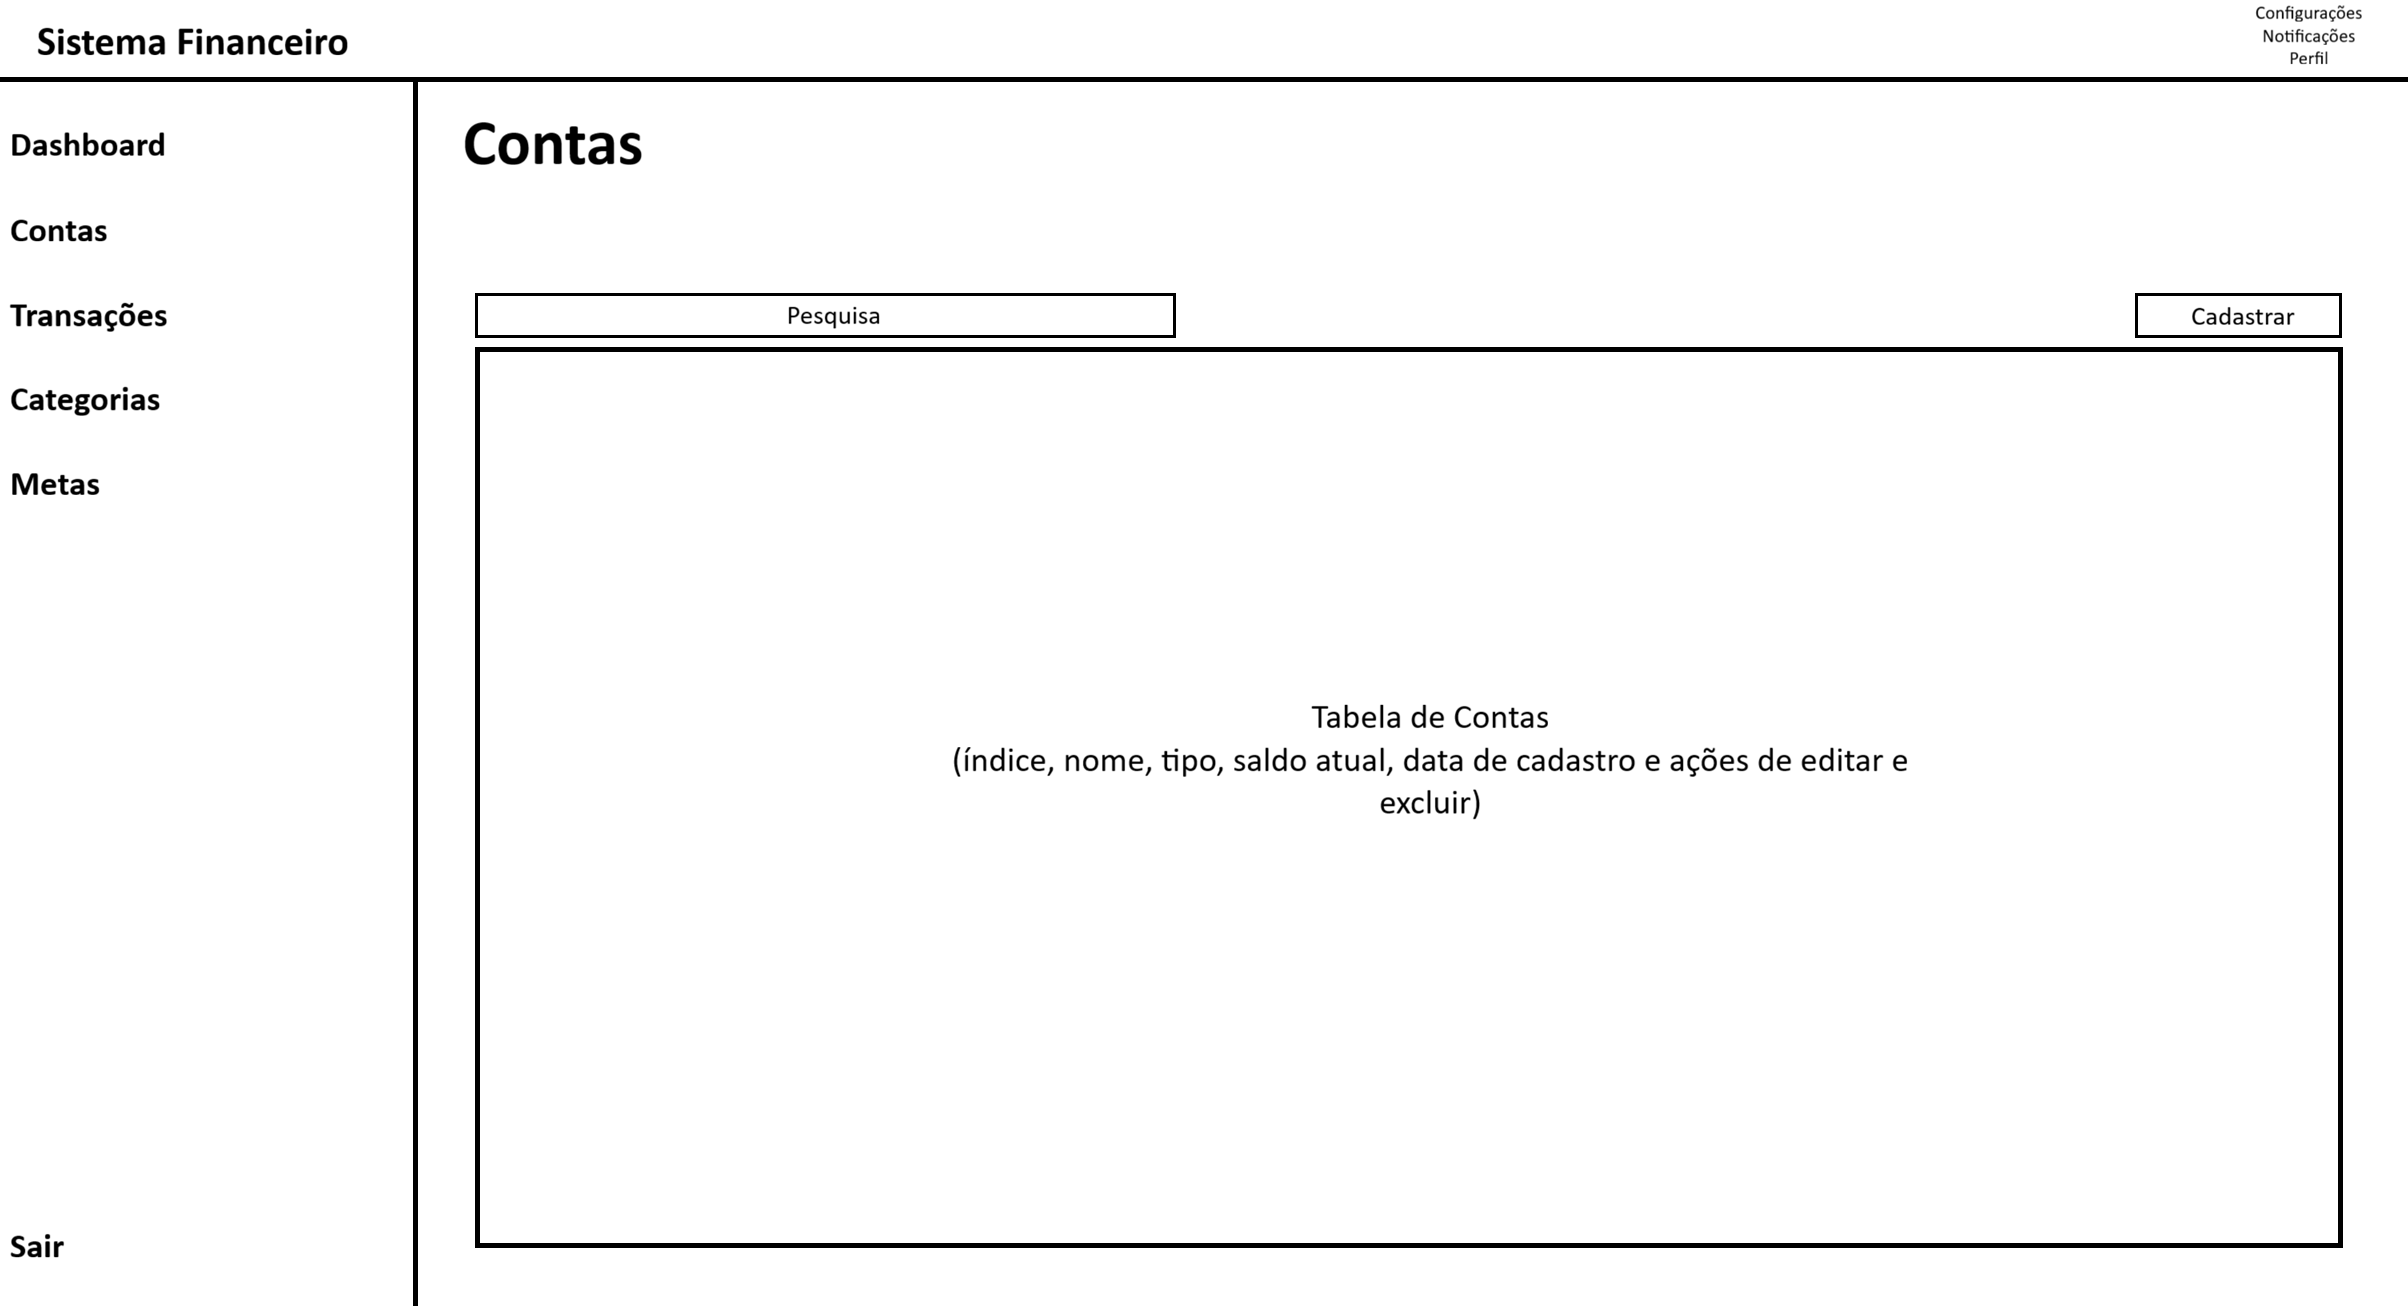 Sistema Financeiro
Configurações
Notificações
Perfil
Dashboard
Contas
Transações
Categorias
Metas
Sair
Contas
Pesquisa
Cadastrar
Tabela de Contas
(índice, nome, tipo, saldo atual, data de cadastro e ações de editar e
excluir)